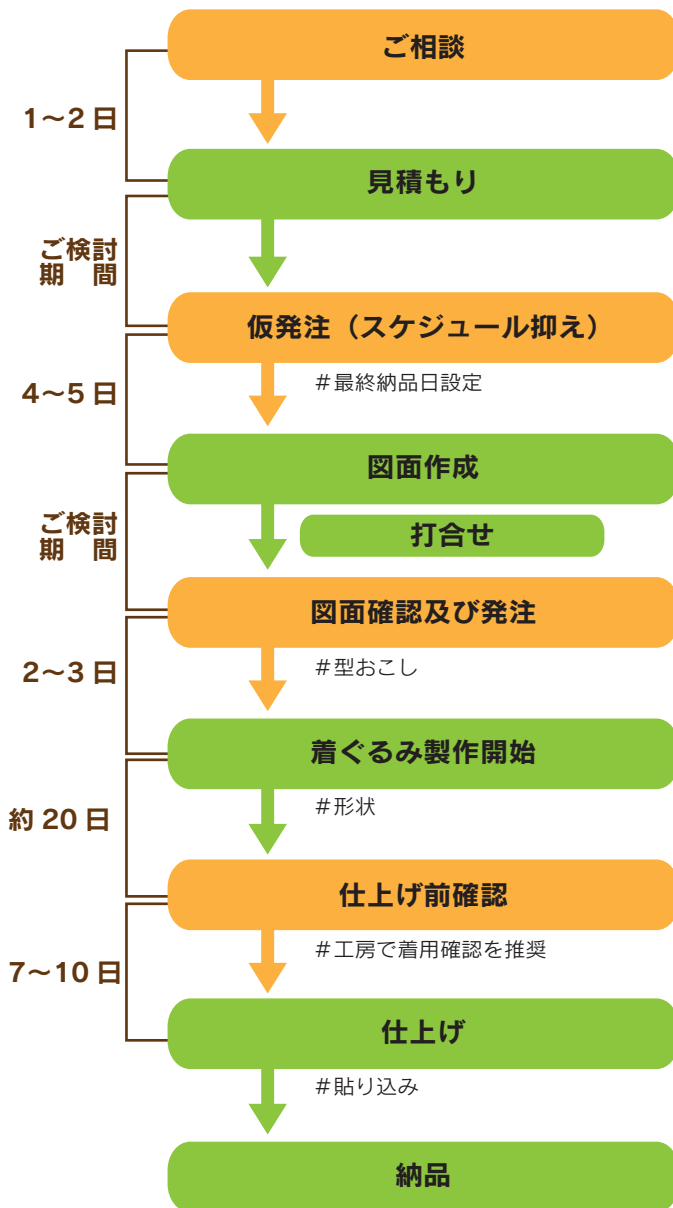 ご相談
1～2日
見積もり
ご検討
期　間
仮発注（スケジュール抑え）
4～5日
＃最終納品日設定
図面作成
ご検討
期　間
打合せ
図面確認及び発注
2～3日
＃型おこし
着ぐるみ製作開始
約20日
＃形状
仕上げ前確認
7～10日
＃工房で着用確認を推奨
仕上げ
＃貼り込み
納品